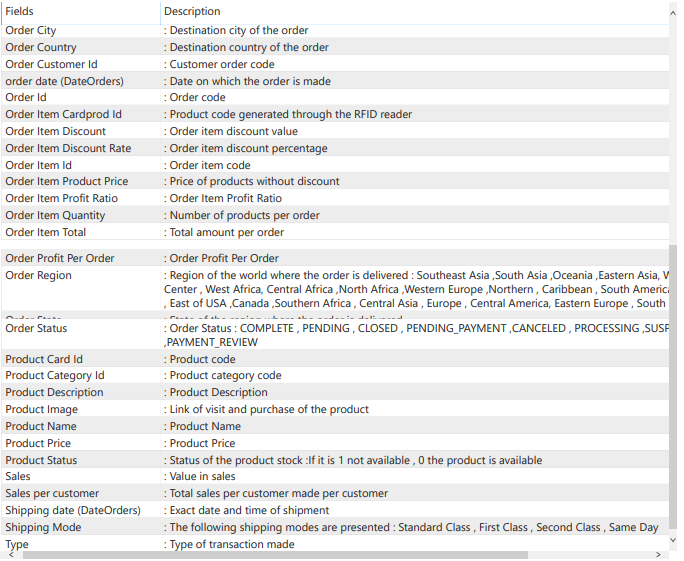 Fields Description
Order City : Destination city of the order
Order Country : Destination country of the order
Order Customer Id : Customer order code
order date (DateOrders) : Date on which the order is made
Order Id : Order code
Order Item Cardprod Id : Product code generated through the RFID reader
Order Item Discount : Order item discount value
Order Item Discount Rate : Order item discount percentage
Order Item Id : Order item code
Order Item Product Price : Price of products without discount
Order Item Profit Ratio : Order Item Profit Ratio
Order Item Quantity : Number of products per order
Order Item Total : Total amount per order
Order Profit Per Order : Order Profit Per Order
Order Region : Region of the world where the order is delivered : Southeast Asia ,South Asia ,Oceania ,Eastern Asia,
Center , West Africa, Central Africa ,North Africa ,Western Europe ,Northern , Caribbean , South America
, East of USA ,Canada ,Southern Africa , Central Asia , Europe , Central America, Eastern Europe , South
Order State : State of the region where the order is delivered
Order Status : Order Status : COMPLETE , PENDING , CLOSED , PENDING_PAYMENT ,CANCELED , PROCESSING ,SUSP
,PAYMENT_REVIEW
Product Card Id : Product code
Product Category Id : Product category code
Product Description : Product Description
Product Image : Link of visit and purchase of the product
Product Name : Product Name
Product Price : Product Price
Product Status : Status of the product stock :If it is 1 not available , 0 the product is available
Sales : Value in sales
Sales per customer : Total sales per customer made per customer
Shipping date (DateOrders) : Exact date and time of shipment
Shipping Mode : The following shipping modes are presented : Standard Class , First Class , Second Class , Same Day
Type : Type of transaction made